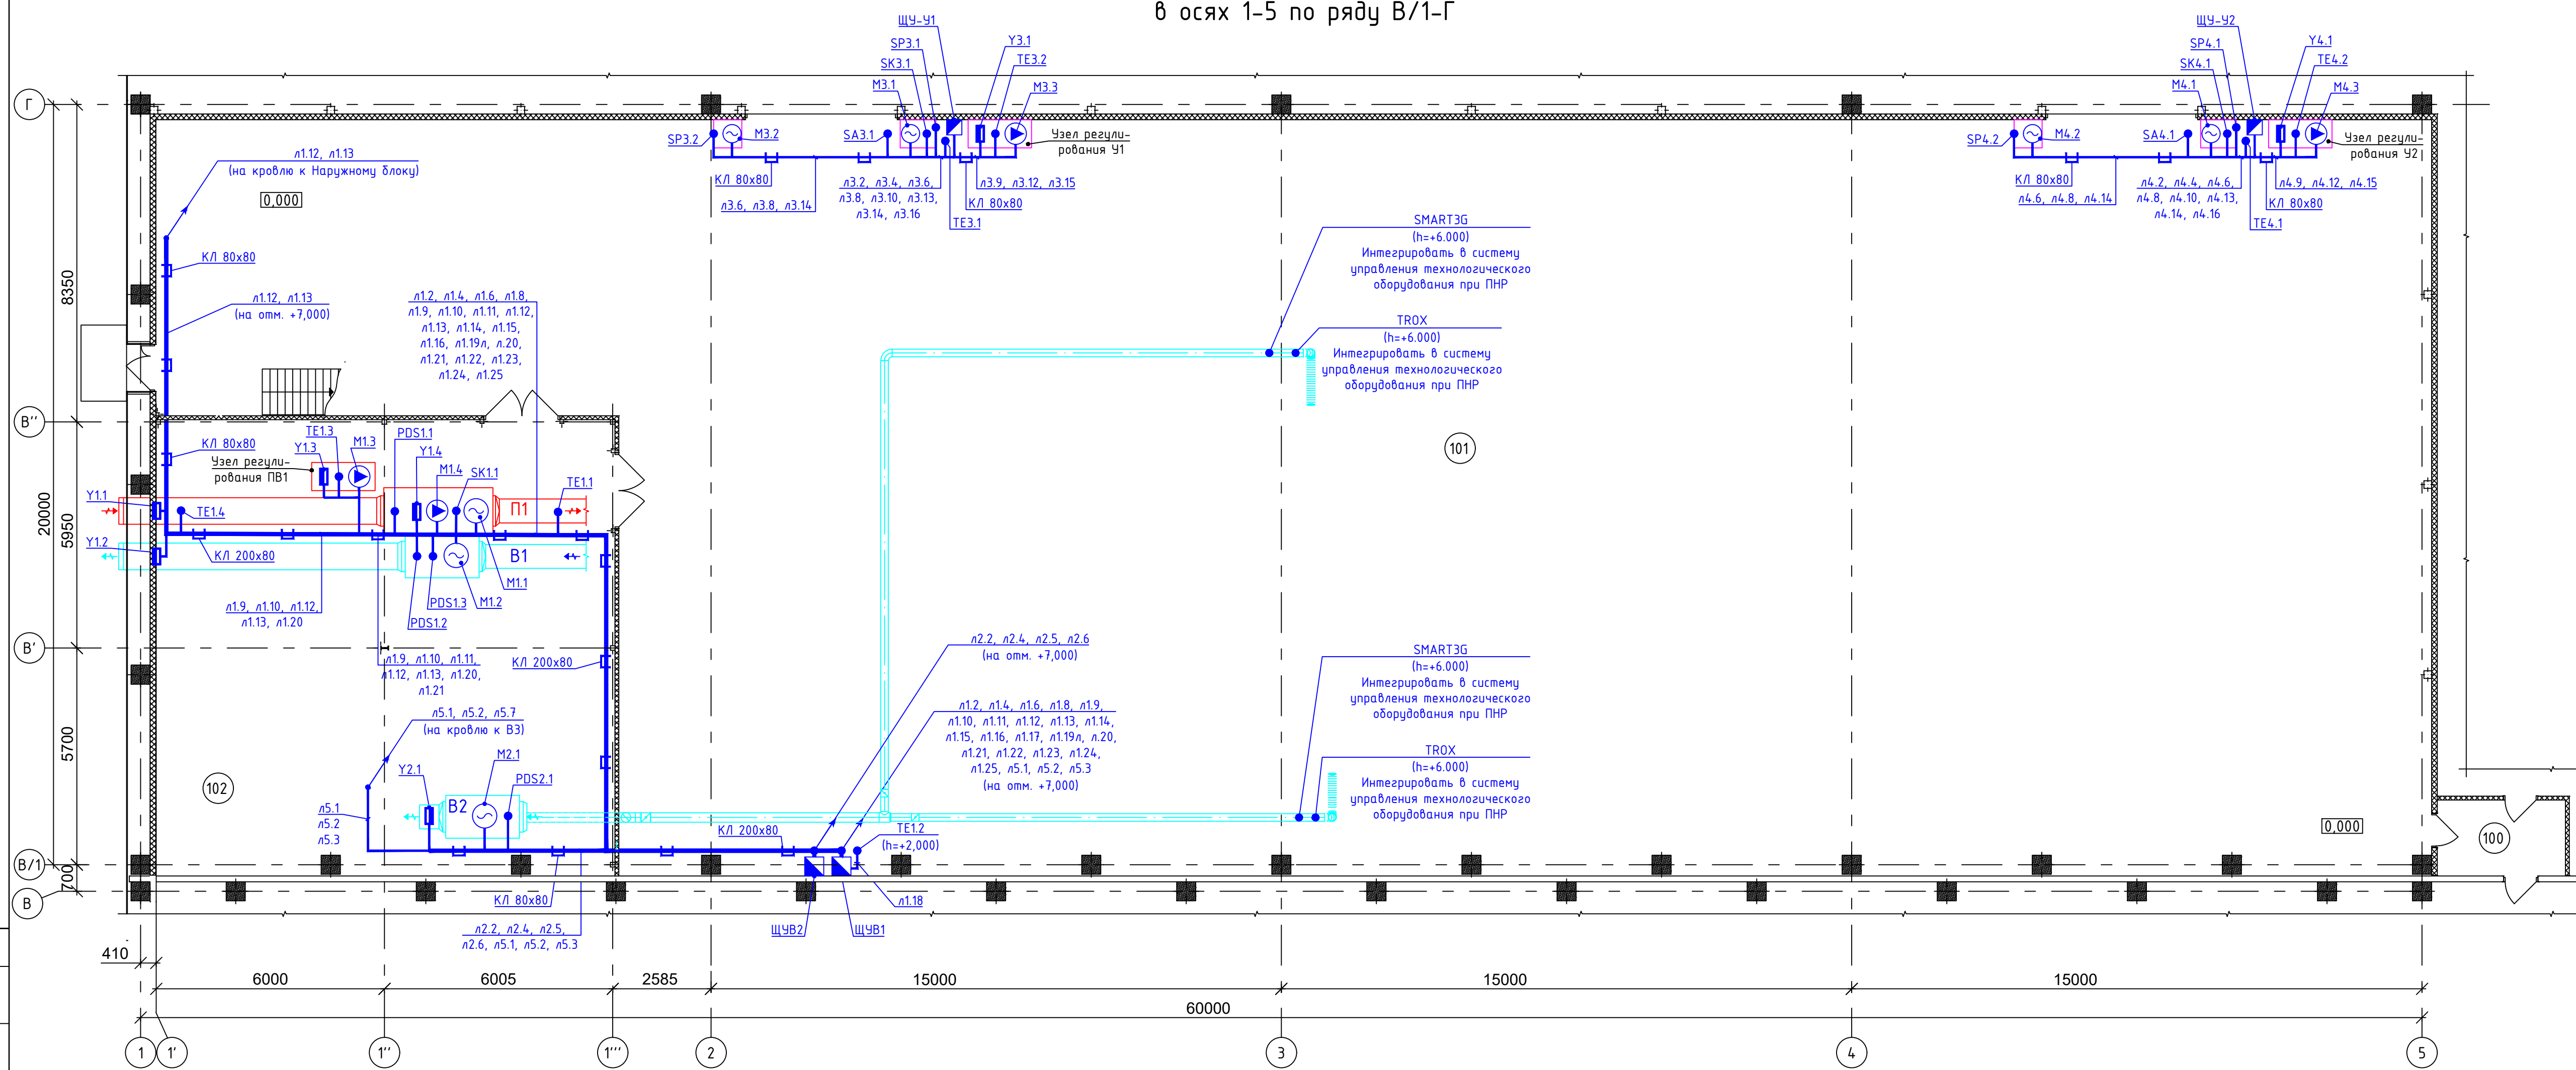 в осях 1-5 по ряду В/1-Г
ЩУ-У1
SP3.1
SK3.1
М3.1
Y3.1
ТЕ3.2
М3.3
SP3.2
М3.2
SA3.1
Узел регули-
рования У1
КЛ 80х80
л3.6, л3.8, л3.14
л3.2, л3.4, л3.6,
л3.8, л3.10, л3.13,
л3.14, л3.16
ТЕ3.1
л3.9, л3.12, л3.15
КЛ 80х80
ЩУ-У2
SP4.1
SK4.1
М4.1
Y4.1
ТЕ4.2
М4.3
SP4.2
М4.2
SA4.1
Узел регули-
рования У2
КЛ 80х80
л4.6, л4.8, л4.14
л4.2, л4.4, л4.6,
л4.8, л4.10, л4.13,
л4.14, л4.16
ТЕ4.1
л4.9, л4.12, л4.15
КЛ 80х80
Г
л1.12, л1.13
(на кровлю к Наружному блоку)
0,000
КЛ 80х80
л1.12, л1.13
(на отм. +7,000)
л1.2, л1.4, л1.6, л1.8,
л1.9, л1.10, л1.11, л1.12,
л1.13, л1.14, л1.15,
л1.16, л1.19л, л.20,
л1.21, л1.22, л1.23,
л1.24, л1.25
SMART3G
(h=+6.000)
Интегрировать в систему
управления технологического
оборудования при ПНР
TROX
(h=+6.000)
Интегрировать в систему
управления технологического
оборудования при ПНР
8350
В''
101
КЛ 80х80
Узел регули-
рования ПВ1
ТЕ1.3
Y1.3
М1.3
PDS1.1
Y1.4
М1.4
SK1.1
ТЕ1.1
Y1.1
ТЕ1.4
П1
Y1.2
КЛ 200х80
В1
М1.1
М1.2
PDS1.3
PDS1.2
20000
5950
л1.9, л1.10, л1.12,
л1.13, л1.20
В'
л1.9, л1.10, л1.11,
л1.12, л1.13, л1.20,
л1.21
КЛ 200х80
л2.2, л2.4, л2.5, л2.6
(на отм. +7,000)
SMART3G
(h=+6.000)
Интегрировать в систему
управления технологического
оборудования при ПНР
л5.1, л5.2, л5.7
(на кровлю к В3)
л1.2, л1.4, л1.6, л1.8, л1.9,
л1.10, л1.11, л1.12, л1.13, л1.14,
л1.15, л1.16, л1.17, л1.19л, л.20,
л1.21, л1.22, л1.23, л1.24,
л1.25, л5.1, л5.2, л5.3
(на отм. +7,000)
TROX
(h=+6.000)
Интегрировать в систему
управления технологического
оборудования при ПНР
5700
102
М2.1
Y2.1
PDS2.1
В2
л5.1
л5.2
л5.3
КЛ 200х80
ТЕ1.2
(h=+2,000)
0,000
100
В/1
700
В
КЛ 80х80
л2.2, л2.4, л2.5,
л2.6, л5.1, л5.2, л5.3
ЩУВ2
ЩУВ1
л1.18
410
6000
6005
2585
15000
15000
15000
60000
1
1'
1''
1'''
2
3
4
5